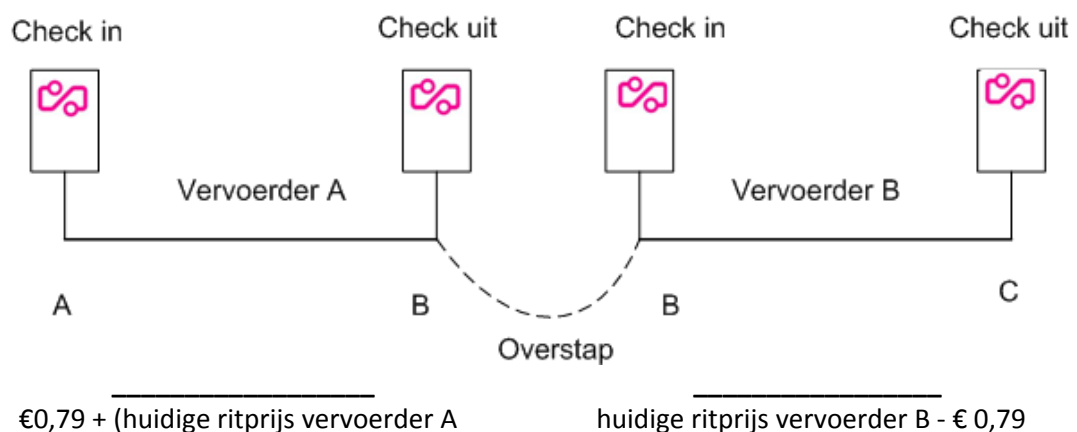 Check in Check uit Check in Check uit
Vervoerder A Vervoerder B
A B B C
Overstap
€0,79 + (huidige ritprijs vervoerder A huidige ritprijs vervoerder B - € 0,79